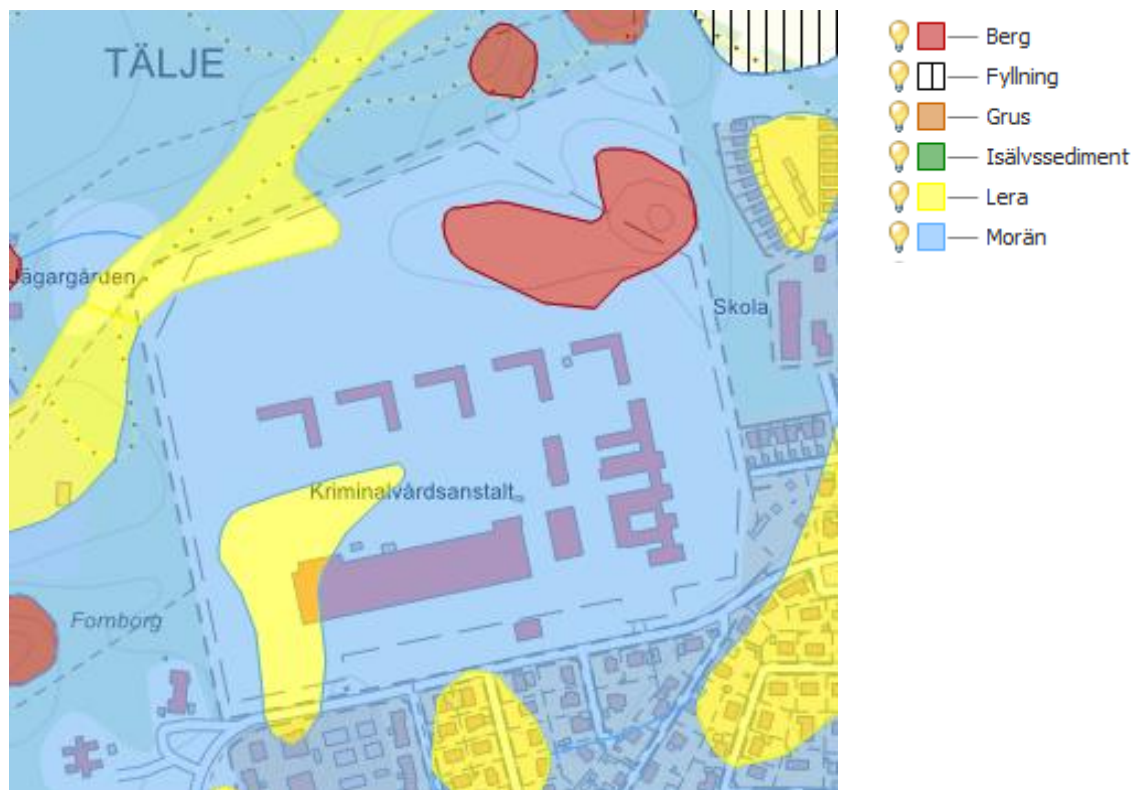 TÄLJE
Jägargården
Skola
Kriminalvårdsanstalt
Fornborg
Berg
Fyllning
Grus
Isälvssediment
Lera
Morän